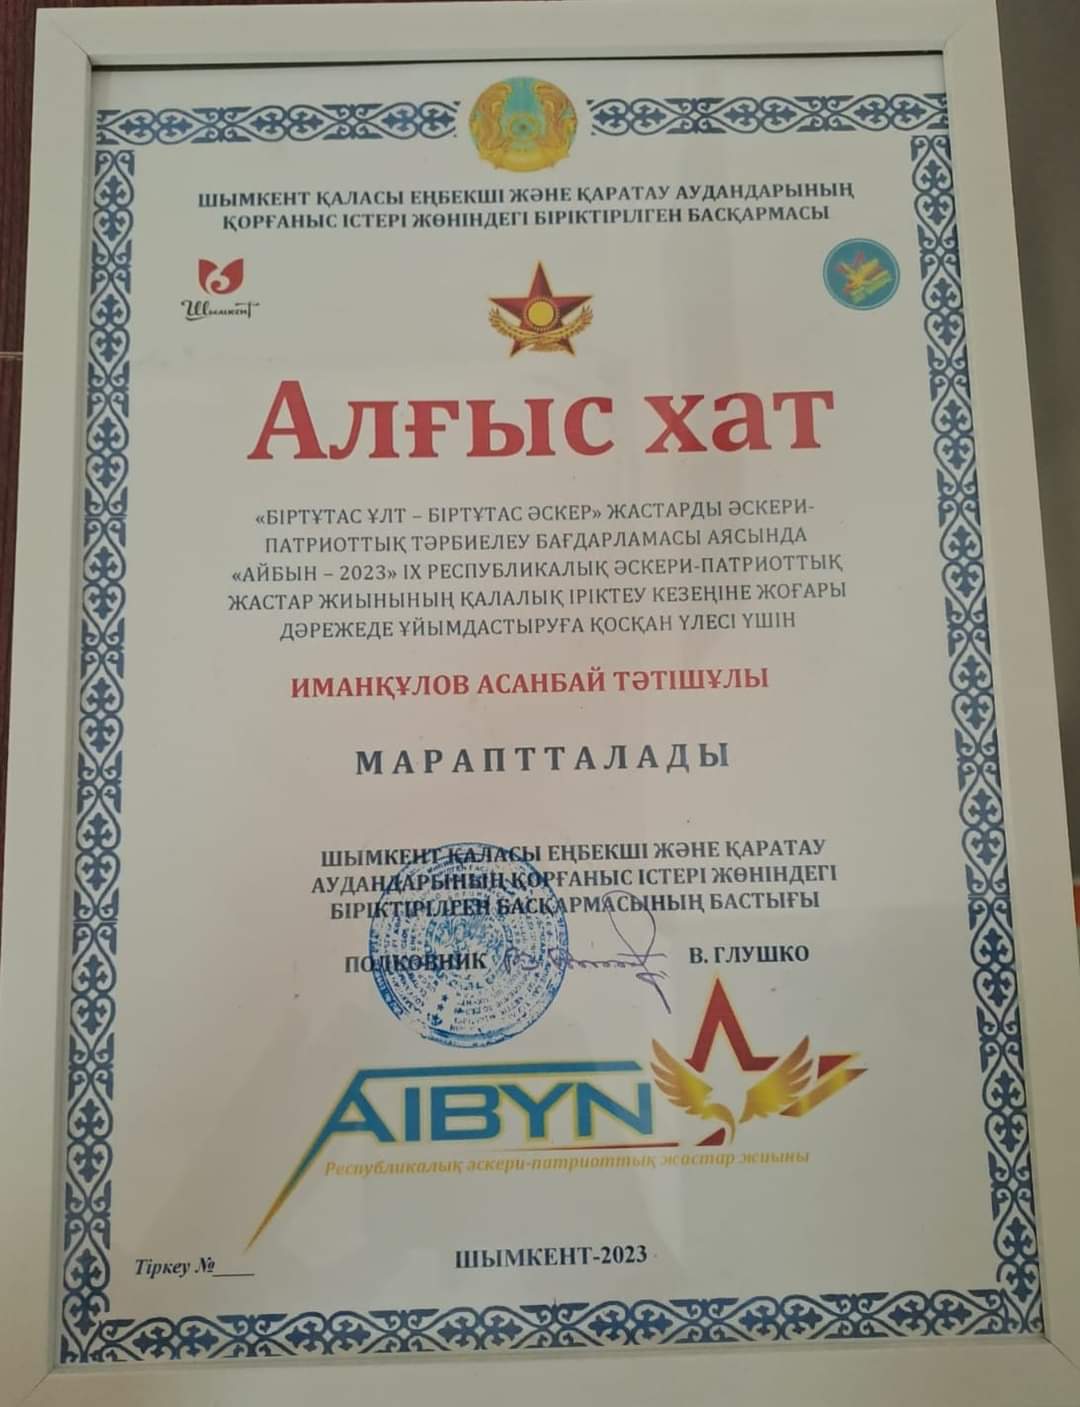 ШЫМКЕНТ ҚАЛАСЫ ЕҢБЕКШІ ЖӘНЕ ҚАРАТАУ АУДАНДАРЫНЫҢ
ҚОРҒАНЫС ІСТЕРІ ЖӨНІНДЕГІ БІРІКТІРІЛГЕН БАСҚАРМАСЫ
Шымкент
Алғыс хат
«БІРТҰТАС ҰЛТ – БІРТҰТАС ӘСКЕР» ЖАСТАРДЫ ӘСКЕРИ-
ПАТРИОТТЫҚ ТӘРБИЕЛЕУ БАҒДАРЛАМАСЫ АЯСЫНДА
«АЙБЫН – 2023» IX РЕСПУБЛИКАЛЫҚ ӘСКЕРИ-ПАТРИОТТЫҚ
ЖАСТАР ЖИЫНЫНЫҢ ҚАЛАЛЫҚ ІРІКТЕУ КЕЗЕҢІНЕ ЖОҒАРЫ
ДӘРЕЖЕДЕ ҰЙЫМДАСТЫРУҒА ҚОСҚАН ҮЛЕСІ ҮШІН
ИМАНҚҰЛОВ АСАНБАЙ ТӘТІШҰЛЫ
МАРАПТТАЛАДЫ
ШЫМКЕНТ ҚАЛАСЫ ЕҢБЕКШІ ЖӘНЕ ҚАРАТАУ
АУДАНДАРЫНЫҢ ҚОРҒАНЫС ІСТЕРІ ЖӨНІНДЕГІ
БІРІКТІРІЛГЕН БАСҚАРМАСЫНЫҢ БАСТЫҒЫ
ПОЛКОВНИК В. ГЛУШКО
AIBYN
Республикалық әскери-патриоттық жастар жиыны
Тіркеу №____
ШЫМКЕНТ-2023